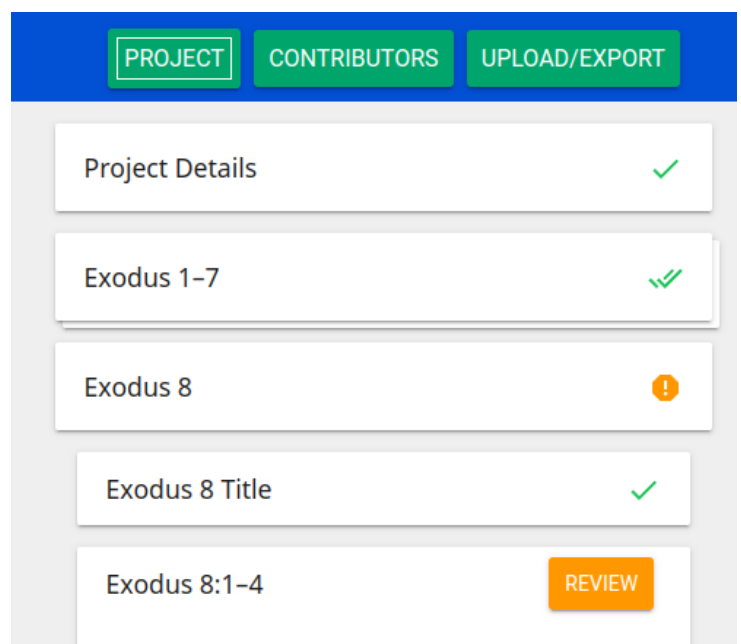 PROJECT CONTRIBUTORS UPLOAD/EXPORT
Project Details
Exodus 1–7
Exodus 8
Exodus 8 Title
Exodus 8:1–4 REVIEW